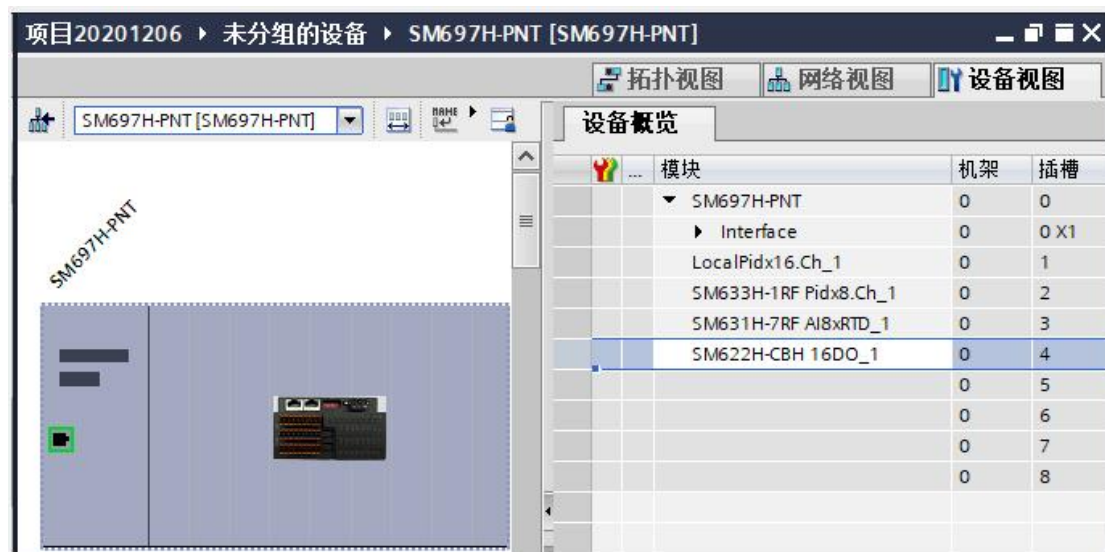 项目20201206 ▸ 未分组的设备 ▸ SM697H-PNT [SM697H-PNT]
拓扑视图 网络视图 设备视图
SM697H-PNT [SM697H-PNT]
设备概览
... 模块 机架 插槽
SM697H-PNT 0 0
Interface 0 0 X1
LocalPidx16.Ch_1 0 1
SM633H-1RF Pidx8.Ch_1 0 2
SM631H-7RF AI8xRTD_1 0 3
SM622H-CBH 16DO_1 0 4
0 5
0 6
0 7
0 8
SM697H-PNT